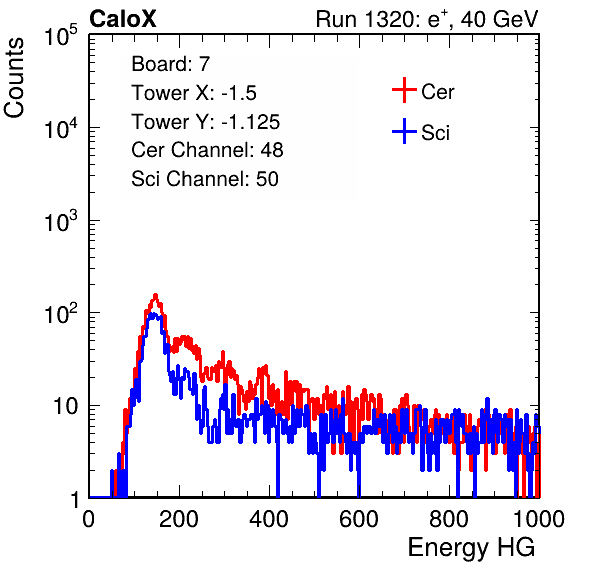 CaloX Run 1320: e⁺, 40 GeV
Counts
Board: 7
Tower X: -1.5
Tower Y: -1.125
Cer Channel: 48
Sci Channel: 50
Cer
Sci
10⁵
10⁴
10³
10²
10
1
0 200 400 600 800 1000
Energy HG